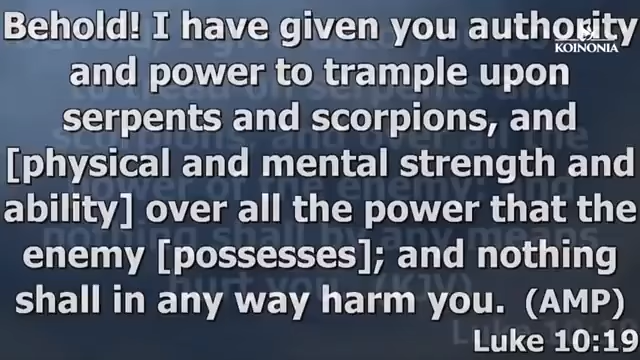 Behold! I have given you authority
KOINONIA
and power to trample upon
serpents and scorpions, and
[physical and mental strength and
ability] over all the power that the
enemy [possesses]; and nothing
shall in any way harm you. (AMP)
Luke 10:19